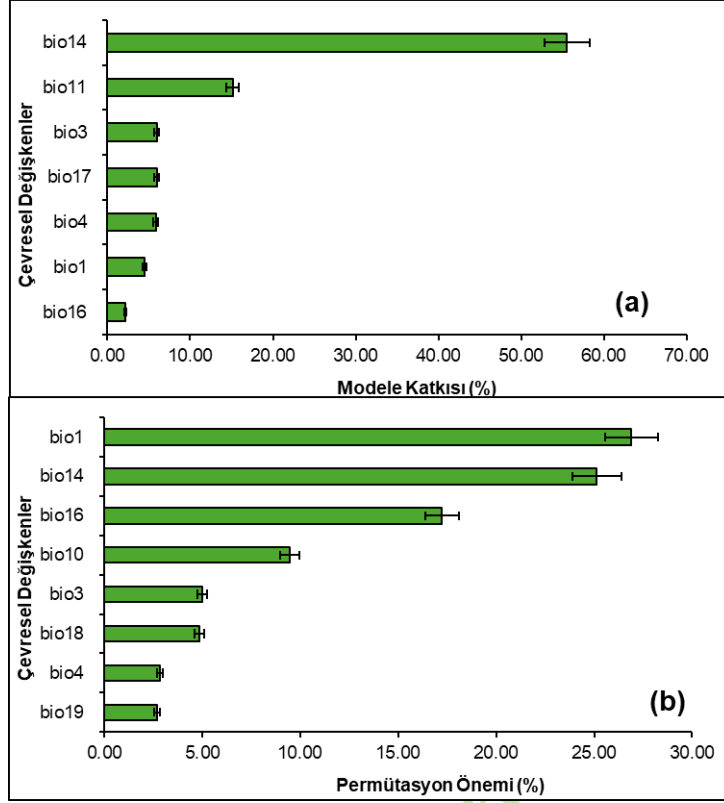 Çevresel Değişkenler
bio14
bio11
bio3
bio17
bio4
bio1
bio16
(a)
0.00 10.00 20.00 30.00 40.00 50.00 60.00 70.00
Modele Katkısı (%)
Çevresel Değişkenler
bio1
bio14
bio16
bio10
bio3
bio18
bio4
bio19
(b)
0.00 5.00 10.00 15.00 20.00 25.00 30.00
Permütasyon Önemi (%)